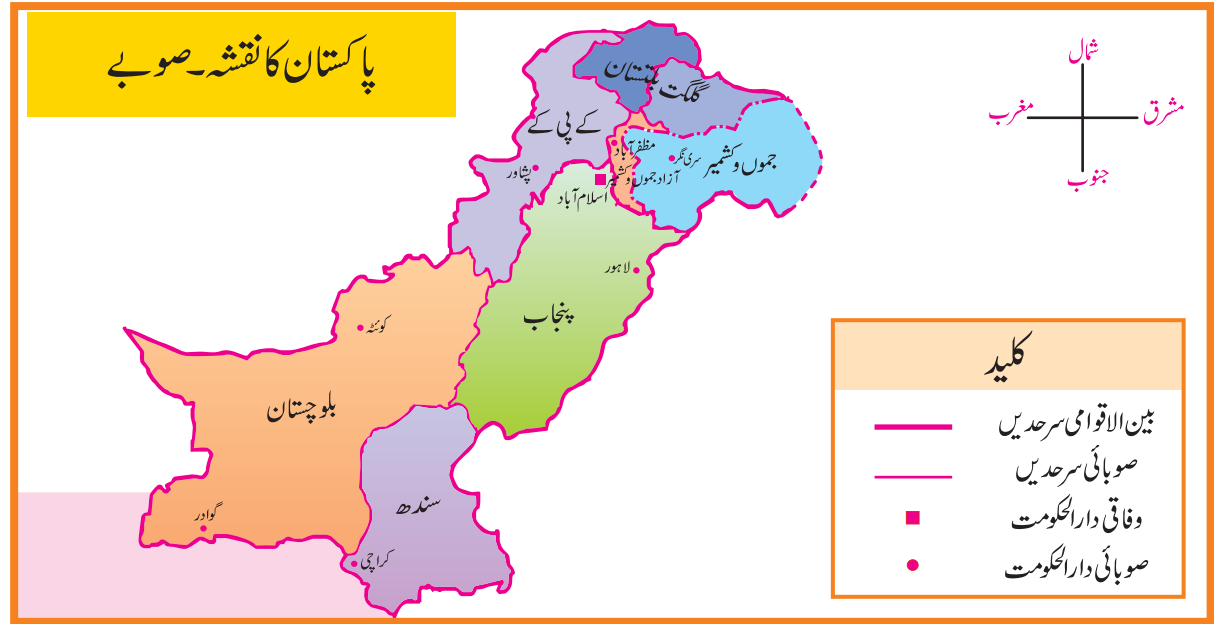 پاکستان کا نقشہ۔صوبے
شمال
مشرق
مغرب
جنوب
گلگت بلتستان
کے پی کے
مظفرآباد
سری نگر
جموں و کشمیر
پشاور
آزاد جموں و کشمیر
اسلام آباد
لاہور
پنجاب
کوئٹہ
بلوچستان
سندھ
گوادر
کراچی
کلید
بین الاقوامی سرحدیں
صوبائی سرحدیں
وفاقی دارالحکومت
صوبائی دارالحکومت